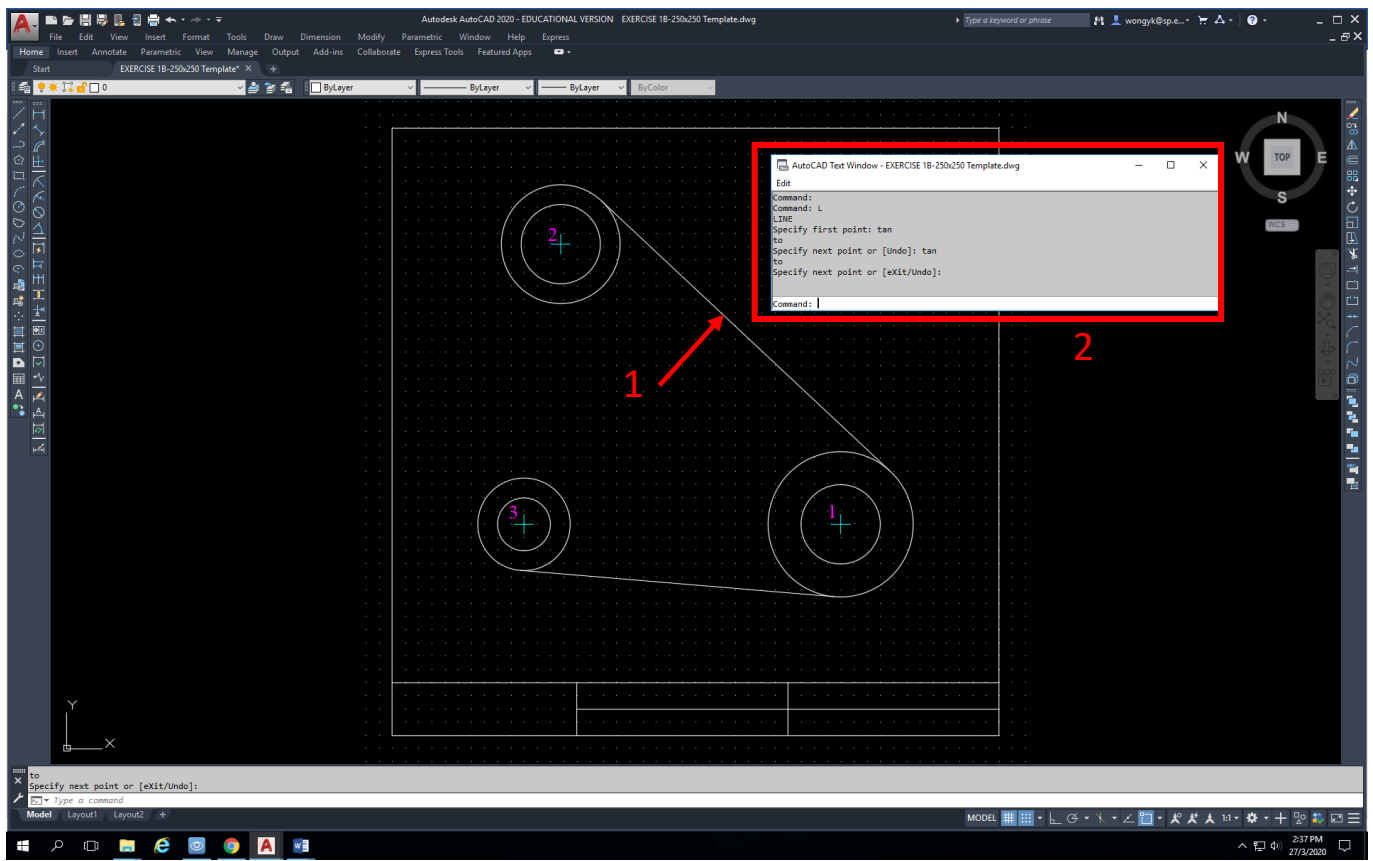 Autodesk AutoCAD 2020 - EDUCATIONAL VERSION EXERCISE 1B-250x250 Template.dwg
Type a keyword or phrase
wongyk@sp.e...
File Edit View Insert Format Tools Draw Dimension Modify Parametric Window Help Express
Home Insert Annotate Parametric View Manage Output Add-ins Collaborate Express Tools Featured Apps
Start EXERCISE 1B-250x250 Template*
0 ByLayer ByLayer ByLayer ByColor
N
W TOP E
S
WCS
AutoCAD Text Window - EXERCISE 1B-250x250 Template.dwg
Edit
Command:
Command: L
LINE
Specify first point: tan
to
Specify next point or [Undo]: tan
to
Specify next point or [eXit/Undo]:
Command:
2
1
2
3
1
Y
X
to
Specify next point or [eXit/Undo]:
Type a command
Model Layout1 Layout2 +
MODEL 1:1
2:37 PM
27/3/2020